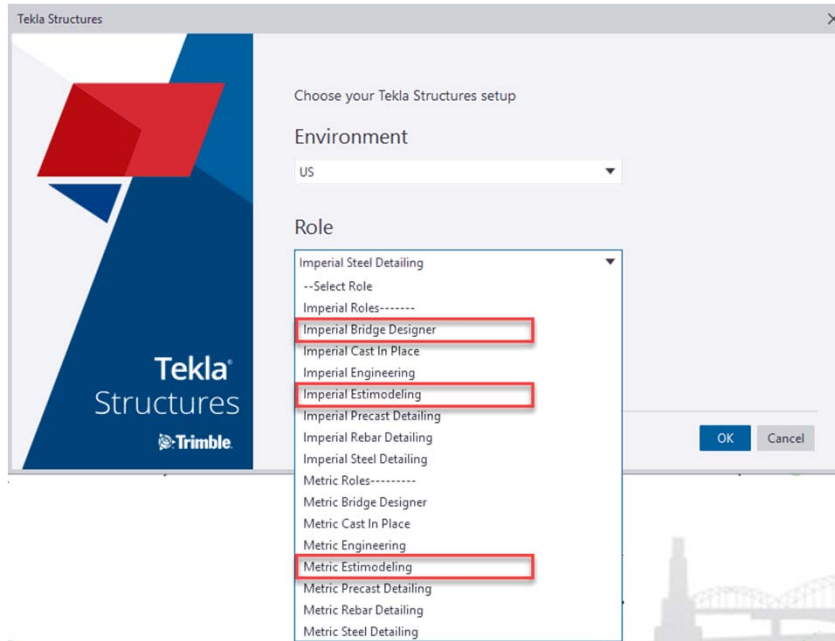 Tekla Structures
Choose your Tekla Structures setup
Environment
US
Role
Imperial Steel Detailing
--Select Role
Imperial Roles-------
Imperial Bridge Designer
Imperial Cast In Place
Imperial Engineering
Imperial Estimodeling
Imperial Precast Detailing
Imperial Rebar Detailing
Imperial Steel Detailing
Metric Roles---------
Metric Bridge Designer
Metric Cast In Place
Metric Engineering
Metric Estimodeling
Metric Precast Detailing
Metric Rebar Detailing
Metric Steel Detailing
Tekla®
Structures
Trimble.
OK Cancel